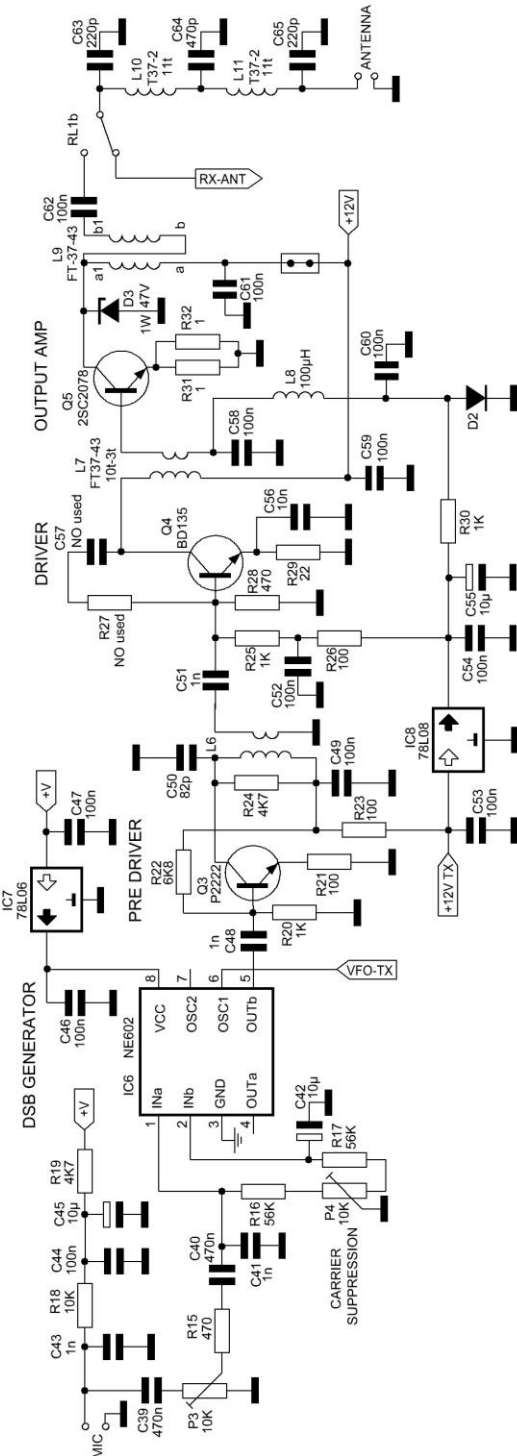 DSB GENERATOR
PRE DRIVER
DRIVER
OUTPUT AMP
MIC
C39
470n
P3
10K
C43
1n
R18
10K
C44
100n
C45
10µ
R19
4K7
+V
R15
470
C40
470n
C41
1n
R16
56K
P4
10K
CARRIER
SUPPRESSION
R17
56K
C42
10µ
IC6
NE602
1
INa
2
INb
3
GND
4
OUTa
8
VCC
7
OSC2
6
OSC1
5
OUTb
VFO-TX
C46
100n
IC7
78L06
C47
100n
+V
C48
1n
R20
1K
Q3
P2222
R21
100
R22
6K8
R23
100
R24
4K7
C50
82p
L6
C49
100n
+12V TX
C53
100n
IC8
78L08
C54
100n
C55
10µ
R30
1K
D2
C51
1n
R25
1K
C52
100n
R26
100
R27
NO used
C57
NO used
Q4
BD135
R28
470
R29
22
C56
10n
C59
100n
L7
FT37-43
10t-3t
C58
100n
L8
100µH
C60
100n
Q5
2SC2078
R31
1
R32
1
D3
1W
47V
L9
FT-37-43
a1
a
b1
b
C61
100n
+12V
C62
100n
RL1b
RX-ANT
C63
220p
L10
T37-2
11t
C64
470p
L11
T37-2
11t
C65
220p
ANTENNA